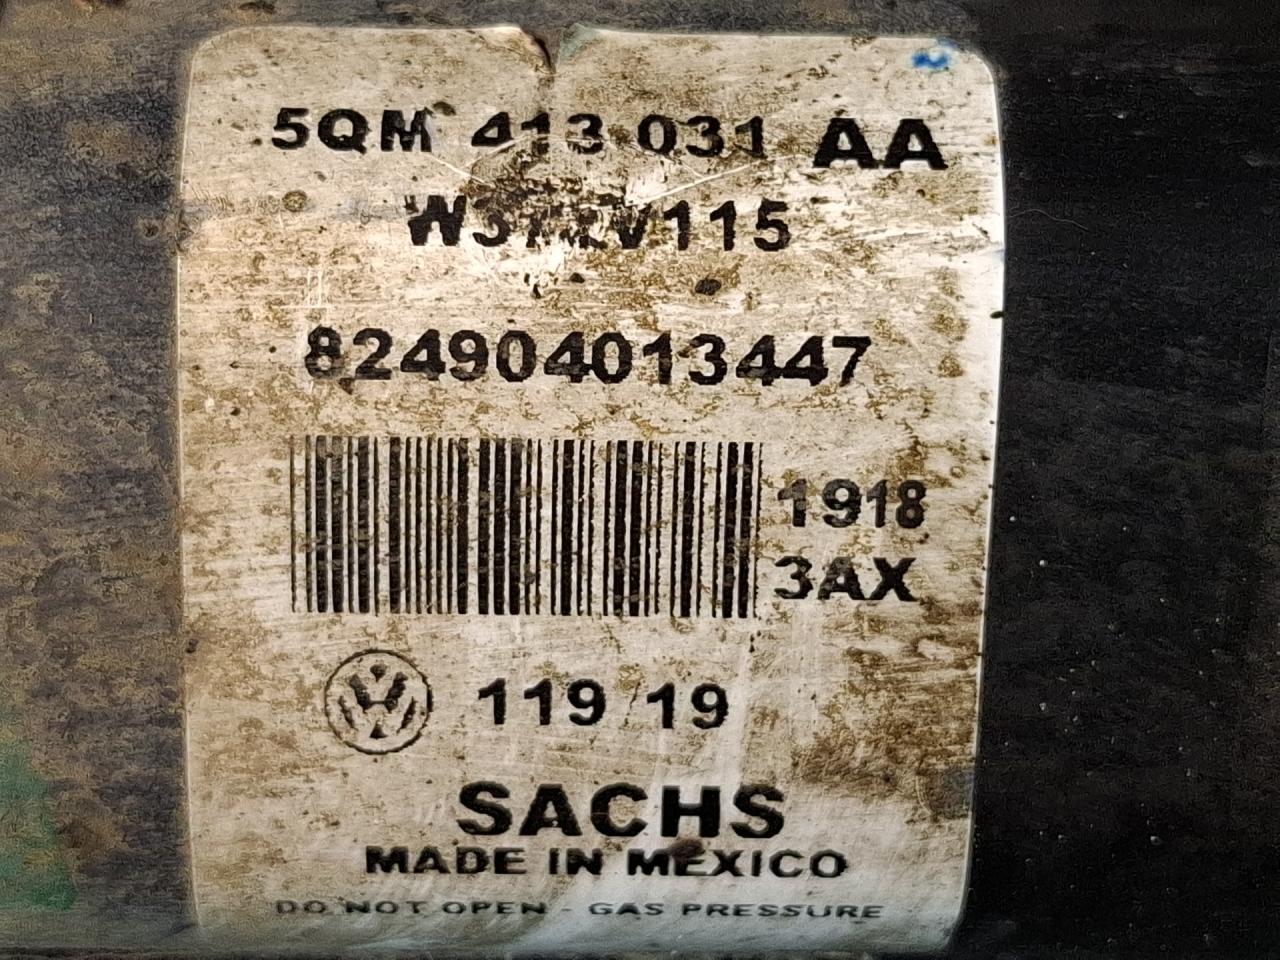 5QM 413 031 AA
824904013447
1918
3AX
119 19
SACHS
MADE IN MEXICO
DO NOT OPEN - GAS PRESSURE